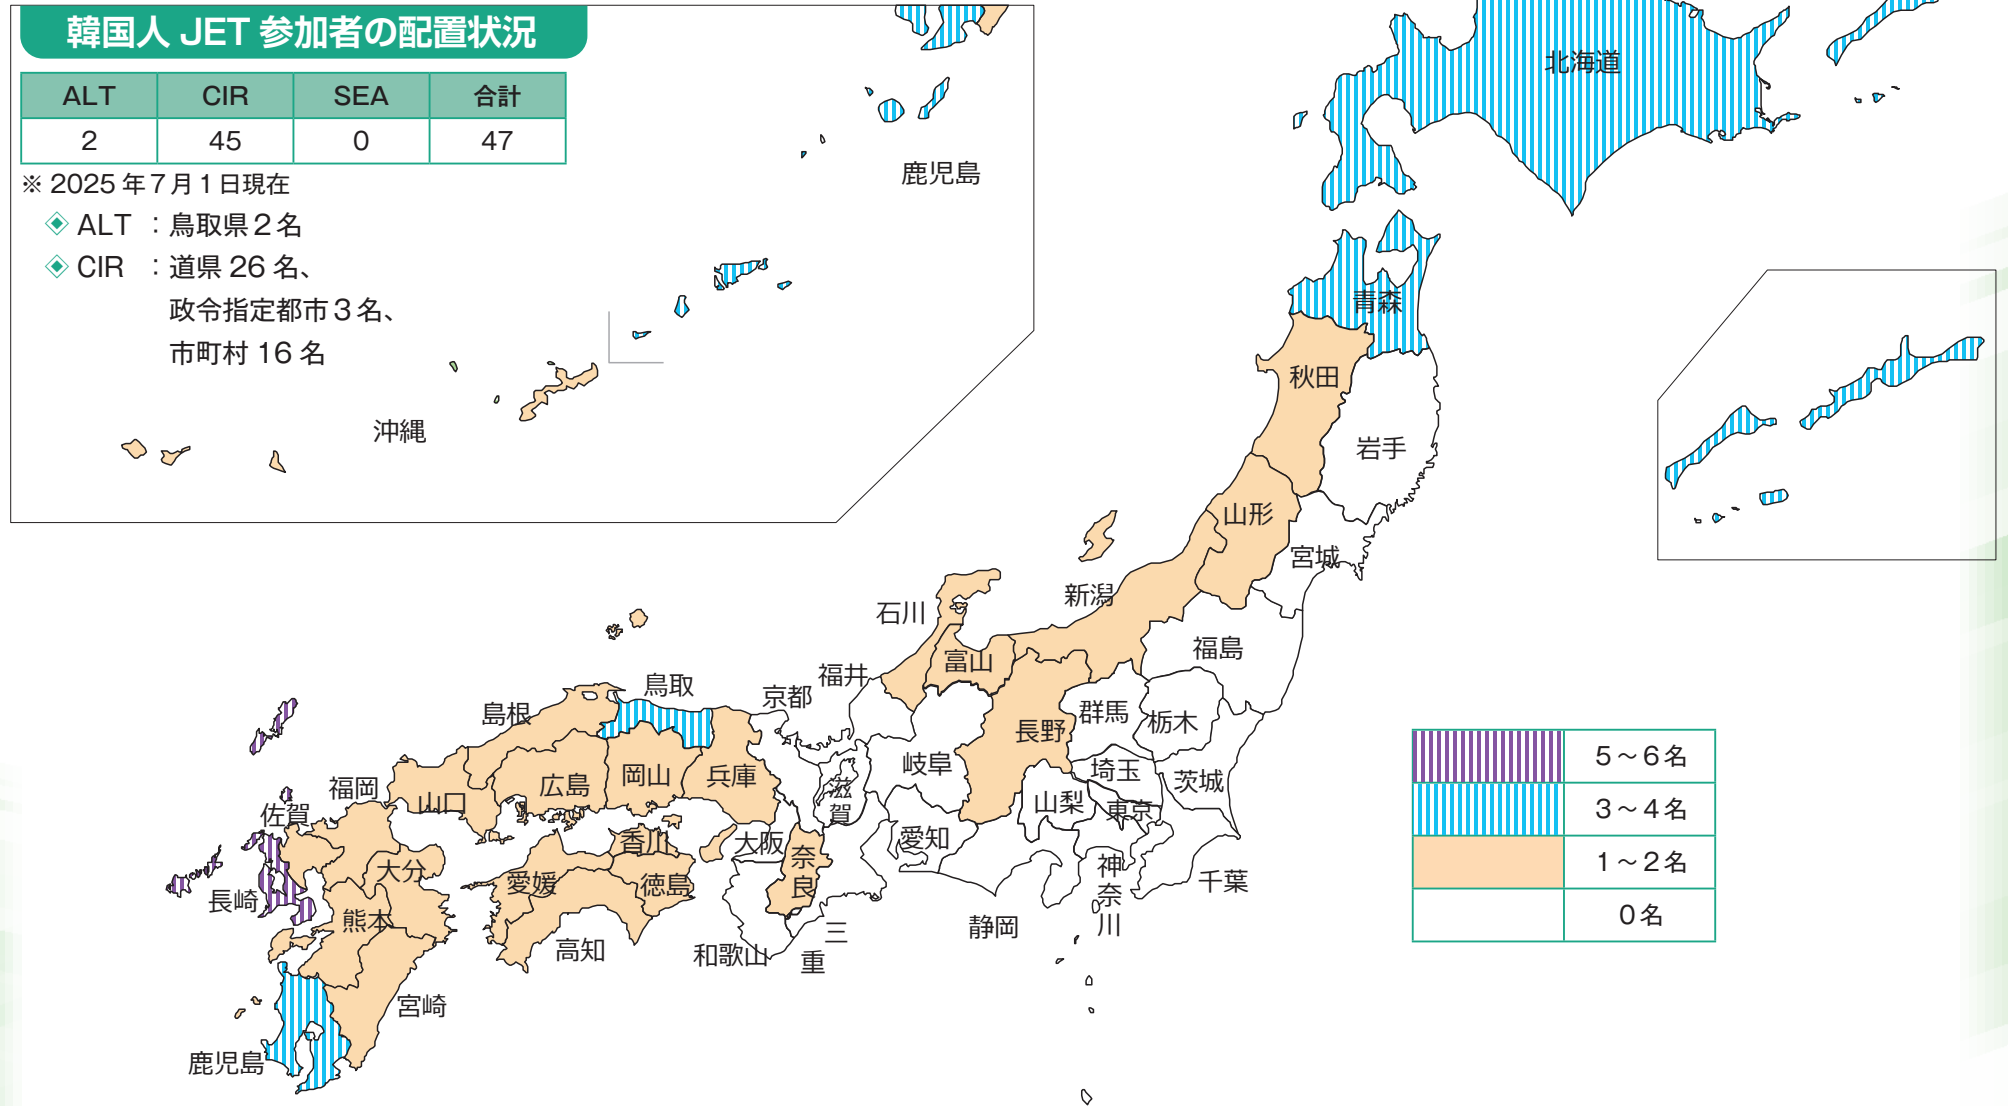 韓国人 JET 参加者の配置状況
ALT CIR SEA 合計
2 45 0 47
※ 2025 年７月１日現在
◈ ALT ：鳥取県２名
◈ CIR ：道県 26 名、
政令指定都市３名、
市町村 16 名
鹿児島
沖縄
北海道
青森
秋田
岩手
山形
宮城
新潟
福島
石川
富山
福井
長野
群馬
栃木
鳥取
京都
島根
岐阜
埼玉
茨城
滋賀
山梨
東京
兵庫
岡山
広島
山口
福岡
佐賀
大阪
奈良
愛知
香川
徳島
愛媛
大分
長崎
熊本
高知
和歌山
三重
静岡
神奈川
千葉
宮崎
鹿児島
５～６名
３～４名
１～２名
０名